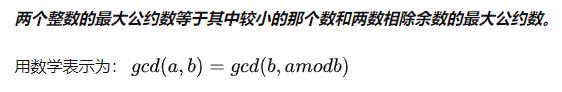 两个整数的最大公约数等于其中较小的那个数和两数相除余数的最大公约数。
用数学表示为： gcd(a, b) = gcd(b, amodb)